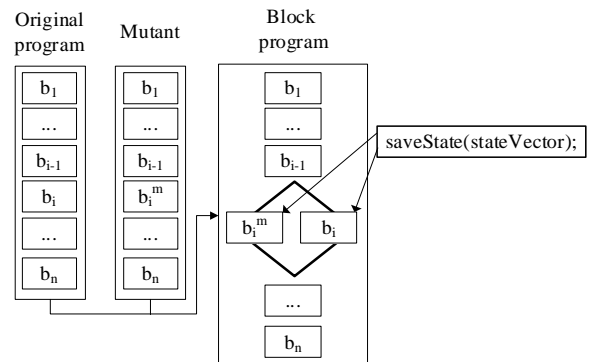 Original
program
b₁
...
bᵢ₋₁
bᵢ
...
bₙ
Mutant
b₁
...
bᵢ₋₁
bᵢᵐ
...
bₙ
Block
program
b₁
...
bᵢ₋₁
bᵢᵐ bᵢ
...
bₙ
saveState(stateVector);